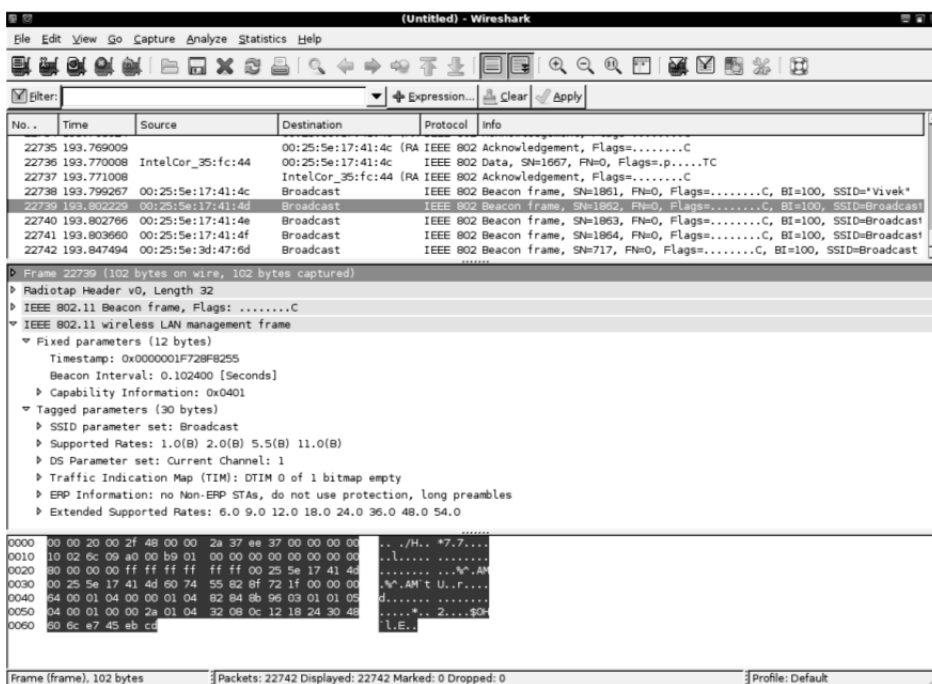 (Untitled) - Wireshark
File Edit View Go Capture Analyze Statistics Help
Filter: Expression... Clear Apply
No. . Time Source Destination Protocol Info
22735 193.769009 00:25:5e:17:41:4c (RA IEEE 802 Acknowledgement, Flags=........C
22736 193.770008 IntelCor_35:fc:44 00:25:5e:17:41:4c IEEE 802 Data, SN=1667, FN=0, Flags=.p.....TC
22737 193.771008 IntelCor_35:fc:44 (RA IEEE 802 Acknowledgement, Flags=........C
22738 193.799267 00:25:5e:17:41:4c Broadcast IEEE 802 Beacon frame, SN=1861, FN=0, Flags=........C, BI=100, SSID="Vivek"
22739 193.802229 00:25:5e:17:41:4d Broadcast IEEE 802 Beacon frame, SN=1862, FN=0, Flags=........C, BI=100, SSID=Broadcast
22740 193.802766 00:25:5e:17:41:4e Broadcast IEEE 802 Beacon frame, SN=1863, FN=0, Flags=........C, BI=100, SSID=Broadcast
22741 193.803660 00:25:5e:17:41:4f Broadcast IEEE 802 Beacon frame, SN=1864, FN=0, Flags=........C, BI=100, SSID=Broadcast
22742 193.847494 00:25:5e:3d:47:6d Broadcast IEEE 802 Beacon frame, SN=717, FN=0, Flags=........C, BI=100, SSID=Broadcast
Frame 22739 (102 bytes on wire, 102 bytes captured)
Radiotap Header v0, Length 32
IEEE 802.11 Beacon frame, Flags: ........C
IEEE 802.11 wireless LAN management frame
Fixed parameters (12 bytes)
Timestamp: 0x0000001F728F8255
Beacon Interval: 0.102400 [Seconds]
Capability Information: 0x0401
Tagged parameters (30 bytes)
SSID parameter set: Broadcast
Supported Rates: 1.0(B) 2.0(B) 5.5(B) 11.0(B)
DS Parameter set: Current Channel: 1
Traffic Indication Map (TIM): DTIM 0 of 1 bitmap empty
ERP Information: no Non-ERP STAs, do not use protection, long preambles
Extended Supported Rates: 6.0 9.0 12.0 18.0 24.0 36.0 48.0 54.0
0000 00 00 20 00 2f 48 00 00 2a 37 ee 37 00 00 00 00 .. ./H.. *7.7....
0010 10 02 6c 09 a0 00 b9 01 00 00 00 00 00 00 00 00 ..l..... ........
0020 80 00 00 00 ff ff ff ff ff ff 00 25 5e 17 41 4d ........ ...%^.AM
0030 00 25 5e 17 41 4d 60 74 55 82 8f 72 1f 00 00 00 .%^.AM`t U..r....
0040 64 00 01 04 00 00 01 04 82 84 8b 96 03 01 01 05 d....... ........
0050 04 00 01 00 00 2a 01 04 32 08 0c 12 18 24 30 48 .....*.. 2....$0H
0060 60 6c e7 45 eb cd `l.E..
Frame (frame), 102 bytes Packets: 22742 Displayed: 22742 Marked: 0 Dropped: 0 Profile: Default